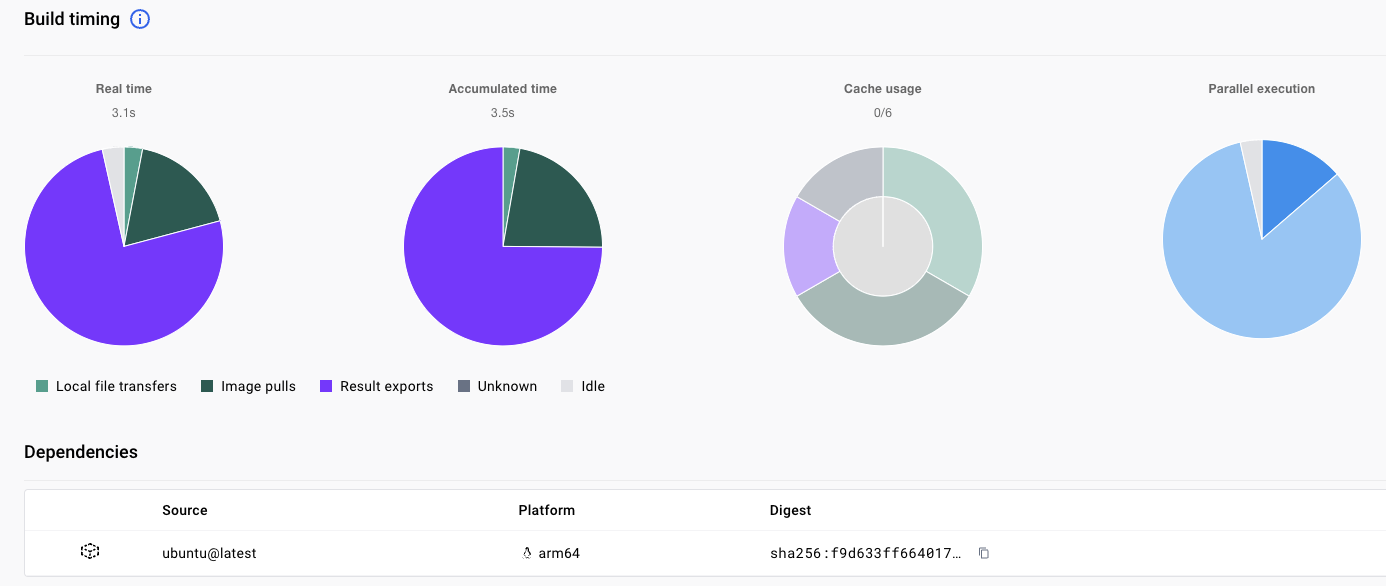 Build timing
Real time
Accumulated time
Cache usage
Parallel execution
3.1s
3.5s
0/6
Local file transfers
Image pulls
Result exports
Unknown
Idle
Dependencies
Source
Platform
Digest
ubuntu@latest
arm64
sha256:f9d633ff664017…